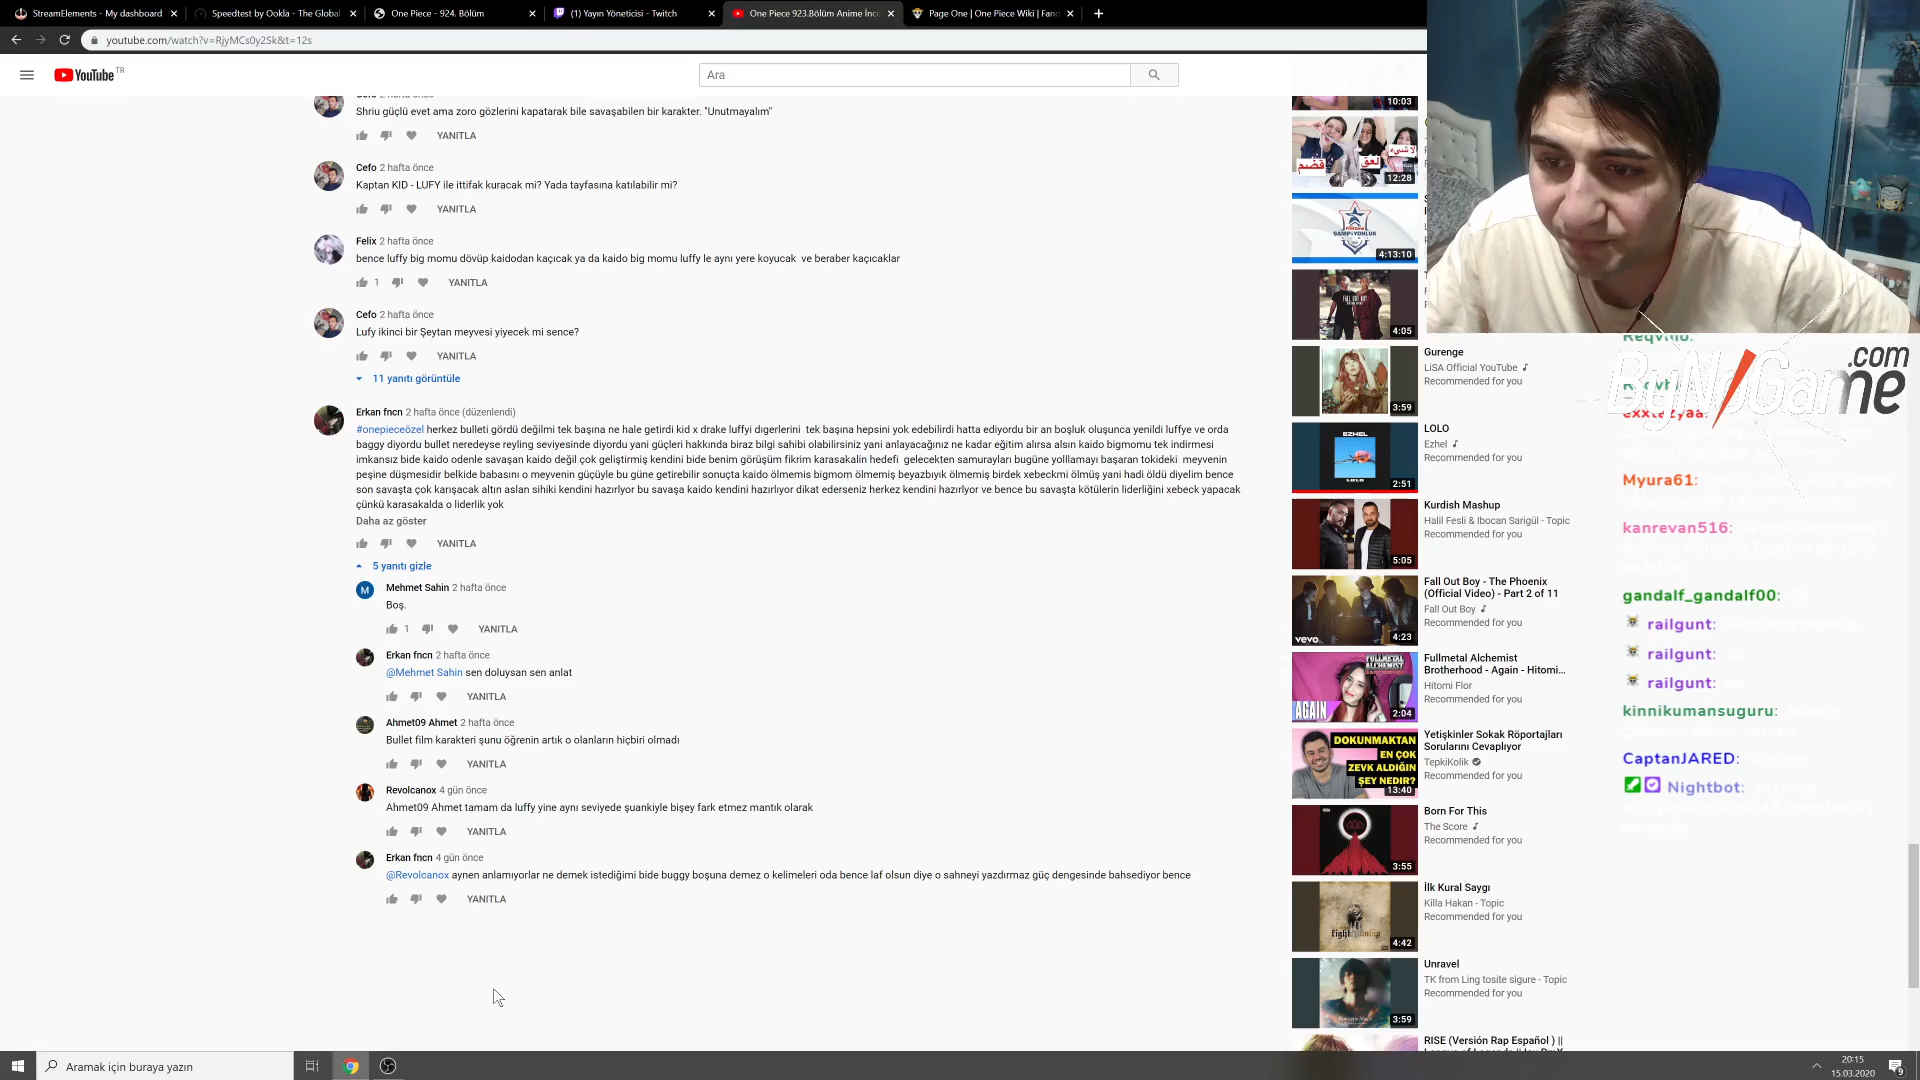 StreamElements - My dashboard
Speedtest by Ookla - The Global
One Piece - 924. Bölüm
(1) Yayın Yöneticisi - Twitch
One Piece 923.Bölüm Anime İnce
Page One | One Piece Wiki | Fand
youtube.com/watch?v=RjyMCs0y2Sk&t=12s
YouTube TR
Ara
Shriu güçlü evet ama zoro gözlerini kapatarak bile savaşabilen bir karakter. "Unutmayalım"
YANITLA
Cefo 2 hafta önce
Kaptan KID - LUFY ile ittifak kuracak mi? Yada tayfasına katılabilir mi?
YANITLA
Felix 2 hafta önce
bence luffy big momu dövüp kaidodan kaçıcak ya da kaido big momu luffy le aynı yere koyucak ve beraber kaçıcaklar
1 YANITLA
Cefo 2 hafta önce
Lufy ikinci bir Şeytan meyvesi yiyecek mi sence?
YANITLA
11 yanıtı görüntüle
Erkan fncn 2 hafta önce (düzenlendi)
#onepieceözel herkez bulleti gördü değilmi tek başına ne hale getirdi kid x drake luffyi dıgerlerini tek başına hepsini yok edebilirdi hatta ediyordu bir an boşluk oluşunca yenildi luffye ve orda
baggy diyordu bullet neredeyse reyling seviyesinde diyordu yani güçleri hakkında biraz bilgi sahibi olabilirsiniz yani anlayacağınız ne kadar eğitim alırsa alsın kaido bigmomu tek indirmesi
imkansız bide kaido odenle savaşan kaido değil çok geliştirmiş kendini bide benim görüşüm fikrim karasakalin hedefi gelecekten samurayları bugüne yolllamayı başaran tokideki meyvenin
peşine düşmesidir belkide babasını o meyvenin güçüyle bu güne getirebilir sonuçta kaido ölmemis bigmom ölmemiş beyazbıyık ölmemiş birdek xebeckmi ölmüş yani hadi öldü diyelim bence
son savaşta çok karışacak altın aslan sihiki kendini hazırlyor bu savaşa kaido kendini hazırlıyor dikat ederseniz herkez kendini hazırlyor ve bence bu savaşta kötülerin liderliğini xebeck yapacak
çünkü karasakalda o liderlik yok
Daha az göster
YANITLA
5 yanıtı gizle
M
Mehmet Sahin 2 hafta önce
Boş.
1 YANITLA
Erkan fncn 2 hafta önce
@Mehmet Sahin sen doluysan sen anlat
YANITLA
Ahmet09 Ahmet 2 hafta önce
Bullet film karakteri şunu öğrenin artık o olanların hiçbiri olmadı
YANITLA
Revolcanox 4 gün önce
Ahmet09 Ahmet tamam da luffy yine aynı seviyede şuankiyle bişey fark etmez mantık olarak
YANITLA
Erkan fncn 4 gün önce
@Revolcanox aynen anlamıyorlar ne demek istediğimi bide buggy boşuna demez o kelimeleri oda bence laf olsun diye o sahneyi yazdırmaz güç dengesinde bahsediyor bence
YANITLA
10:03
12:28
4:13:10
4:05
Gurenge
LiSA Official YouTube
Recommended for you
3:59
LOLO
Ezhel
Recommended for you
EZHEL
LOLO
2:51
Kurdish Mashup
Halil Fesli & Ibocan Sarigül - Topic
Recommended for you
5:05
Fall Out Boy - The Phoenix
(Official Video) - Part 2 of 11
Fall Out Boy
Recommended for you
vevo
4:23
Fullmetal Alchemist
Brotherhood - Again - Hitomi...
Hitomi Flor
Recommended for you
AGAIN
2:04
Yetişkinler Sokak Röportajları
Sorularını Cevaplıyor
TepkiKolik
Recommended for you
DOKUNMAKTAN
EN ÇOK
ZEVK ALDIĞIN
ŞEY NEDİR?
13:40
Born For This
The Score
Recommended for you
3:55
İlk Kural Saygı
Killa Hakan - Topic
Recommended for you
4:42
Unravel
TK from Ling tosite sigure - Topic
Recommended for you
3:59
RISE (Versión Rap Español ) ||
ByNoGame
.com
Myura61:
kanrevan516:
gandalf_gandalf00:
railgunt:
railgunt:
railgunt:
kinnikumansuguru:
CaptanJARED:
Nightbot:
Aramak için buraya yazın
20:15
15.03.2020